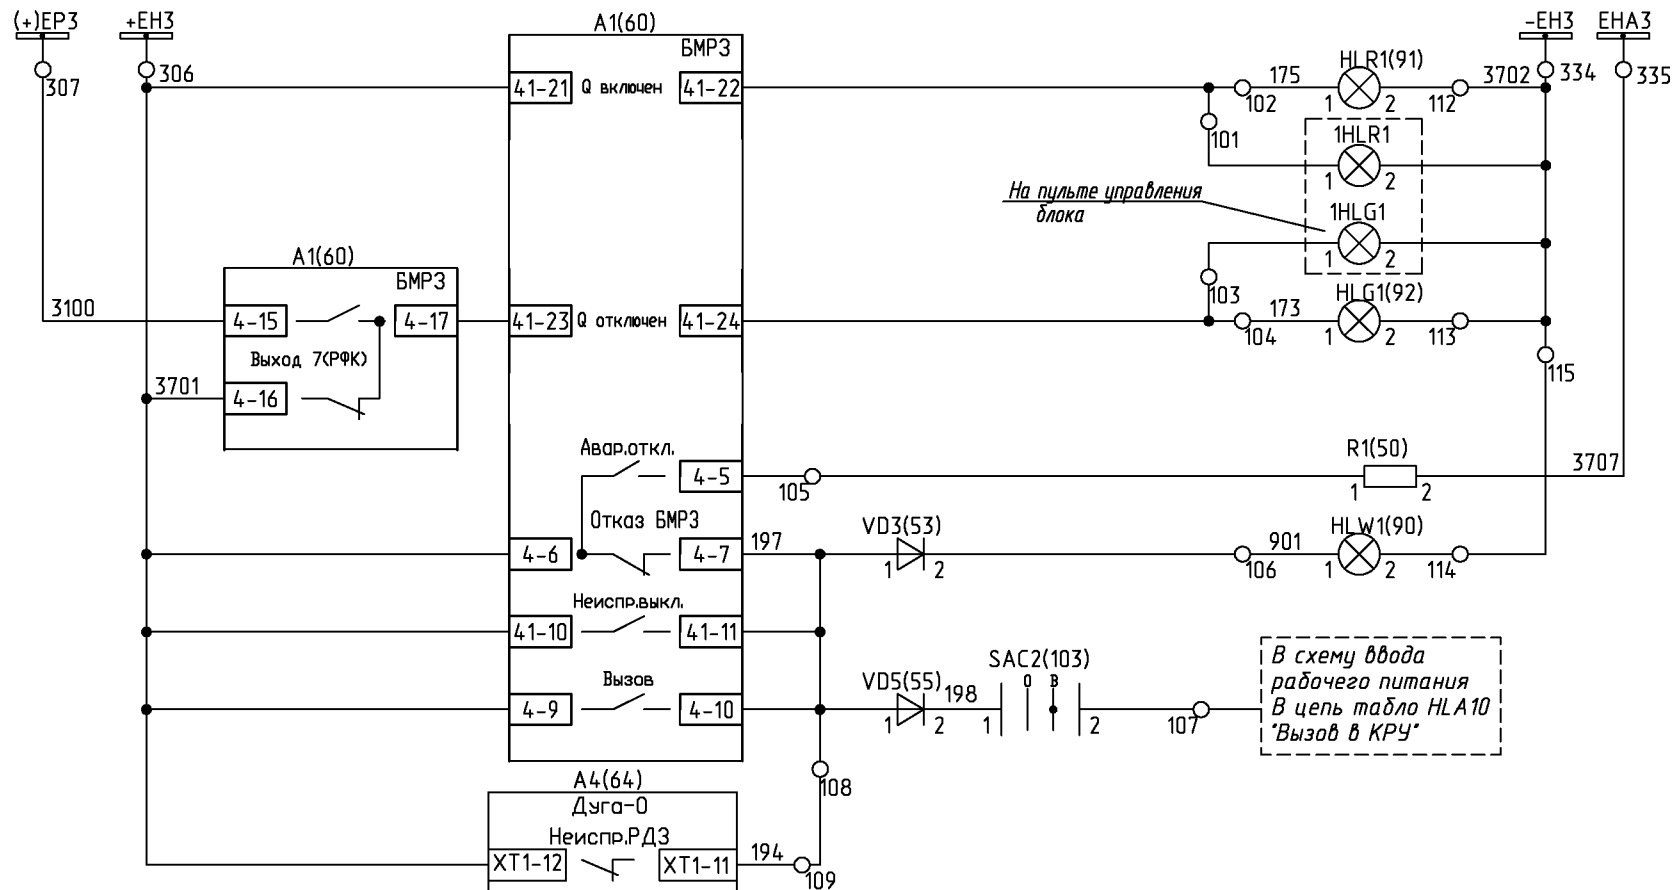 (+)EP3
+EH3
A1(60)
-EH3
EHA3
БМРЗ
307
306
41-21
Q включен
41-22
102
175
HLR1(91)
1
2
112
3702
334
335
101
1HLR1
1
2
На пульте управления
блока
1HLG1
1
2
A1(60)
БМРЗ
103
HLG1(92)
3100
4-15
4-17
41-23
Q отключен
41-24
104
173
1
2
113
Выход 7(РФК)
115
3701
4-16
Авар.откл.
4-5
105
R1(50)
1
2
3707
Отказ БМРЗ
4-6
4-7
197
VD3(53)
1
2
106
901
HLW1(90)
1
2
114
Неиспр.выкл.
41-10
41-11
Вызов
4-9
4-10
VD5(55)
1
2
198
SAC2(103)
О В
1
2
107
В схему ввода
рабочего питания
В цепь табло HLA10
"Вызов в КРУ"
108
A4(64)
Дуга-О
Неиспр.РДЗ
XT1-12
XT1-11
194
109